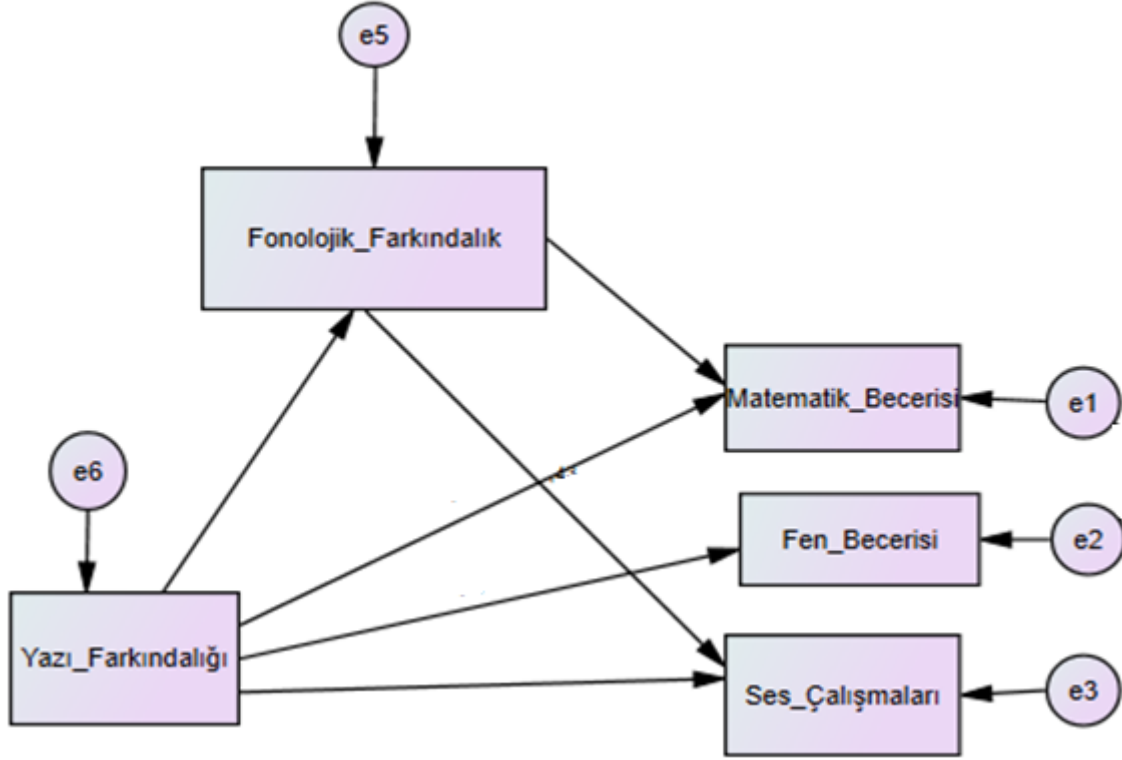 e5
Fonolojik_Farkındalık
Matematik_Becerisi
e1
e6
Fen_Becerisi
e2
Yazı_Farkındalığı
Ses_Çalışmaları
e3